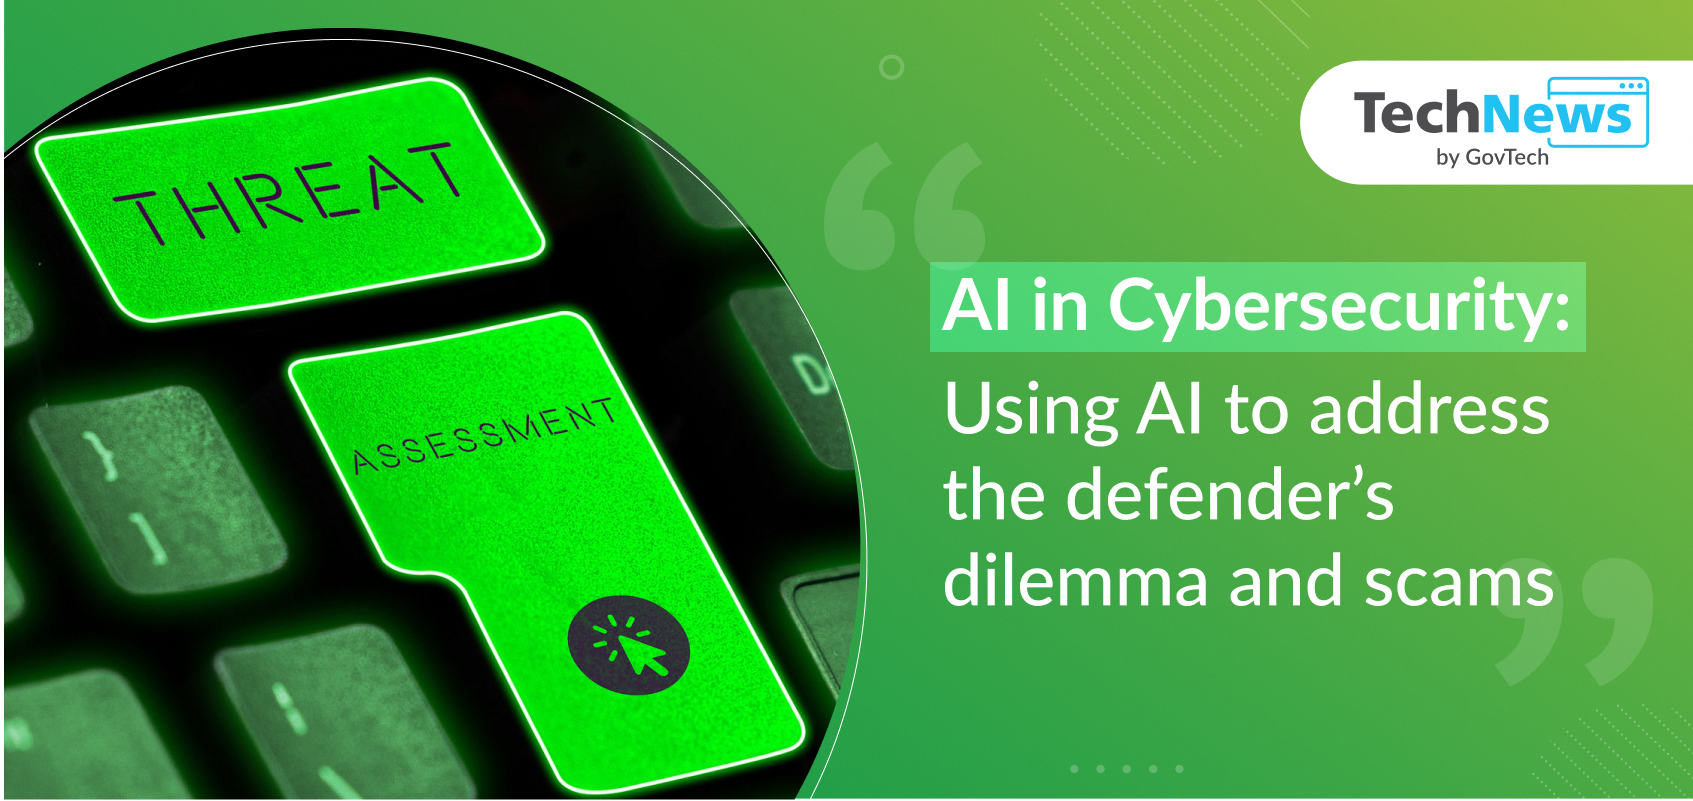 THREAT
ASSESSMENT
D
TechNews
by GovTech
“
AI in Cybersecurity:
Using AI to address
the defender’s
dilemma and scams
”